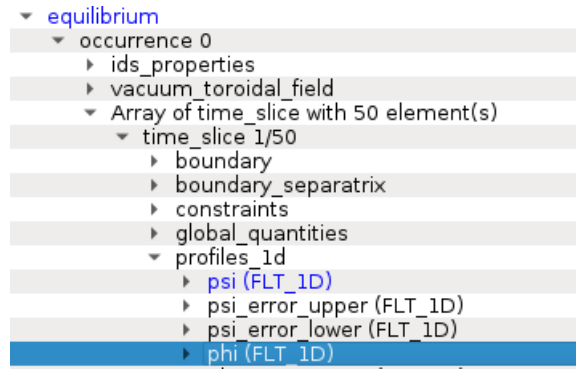 equilibrium
occurrence 0
ids_properties
vacuum_toroidal_field
Array of time_slice with 50 element(s)
time_slice 1/50
boundary
boundary_separatrix
constraints
global_quantities
profiles_1d
psi (FLT_1D)
psi_error_upper (FLT_1D)
psi_error_lower (FLT_1D)
phi (FLT_1D)